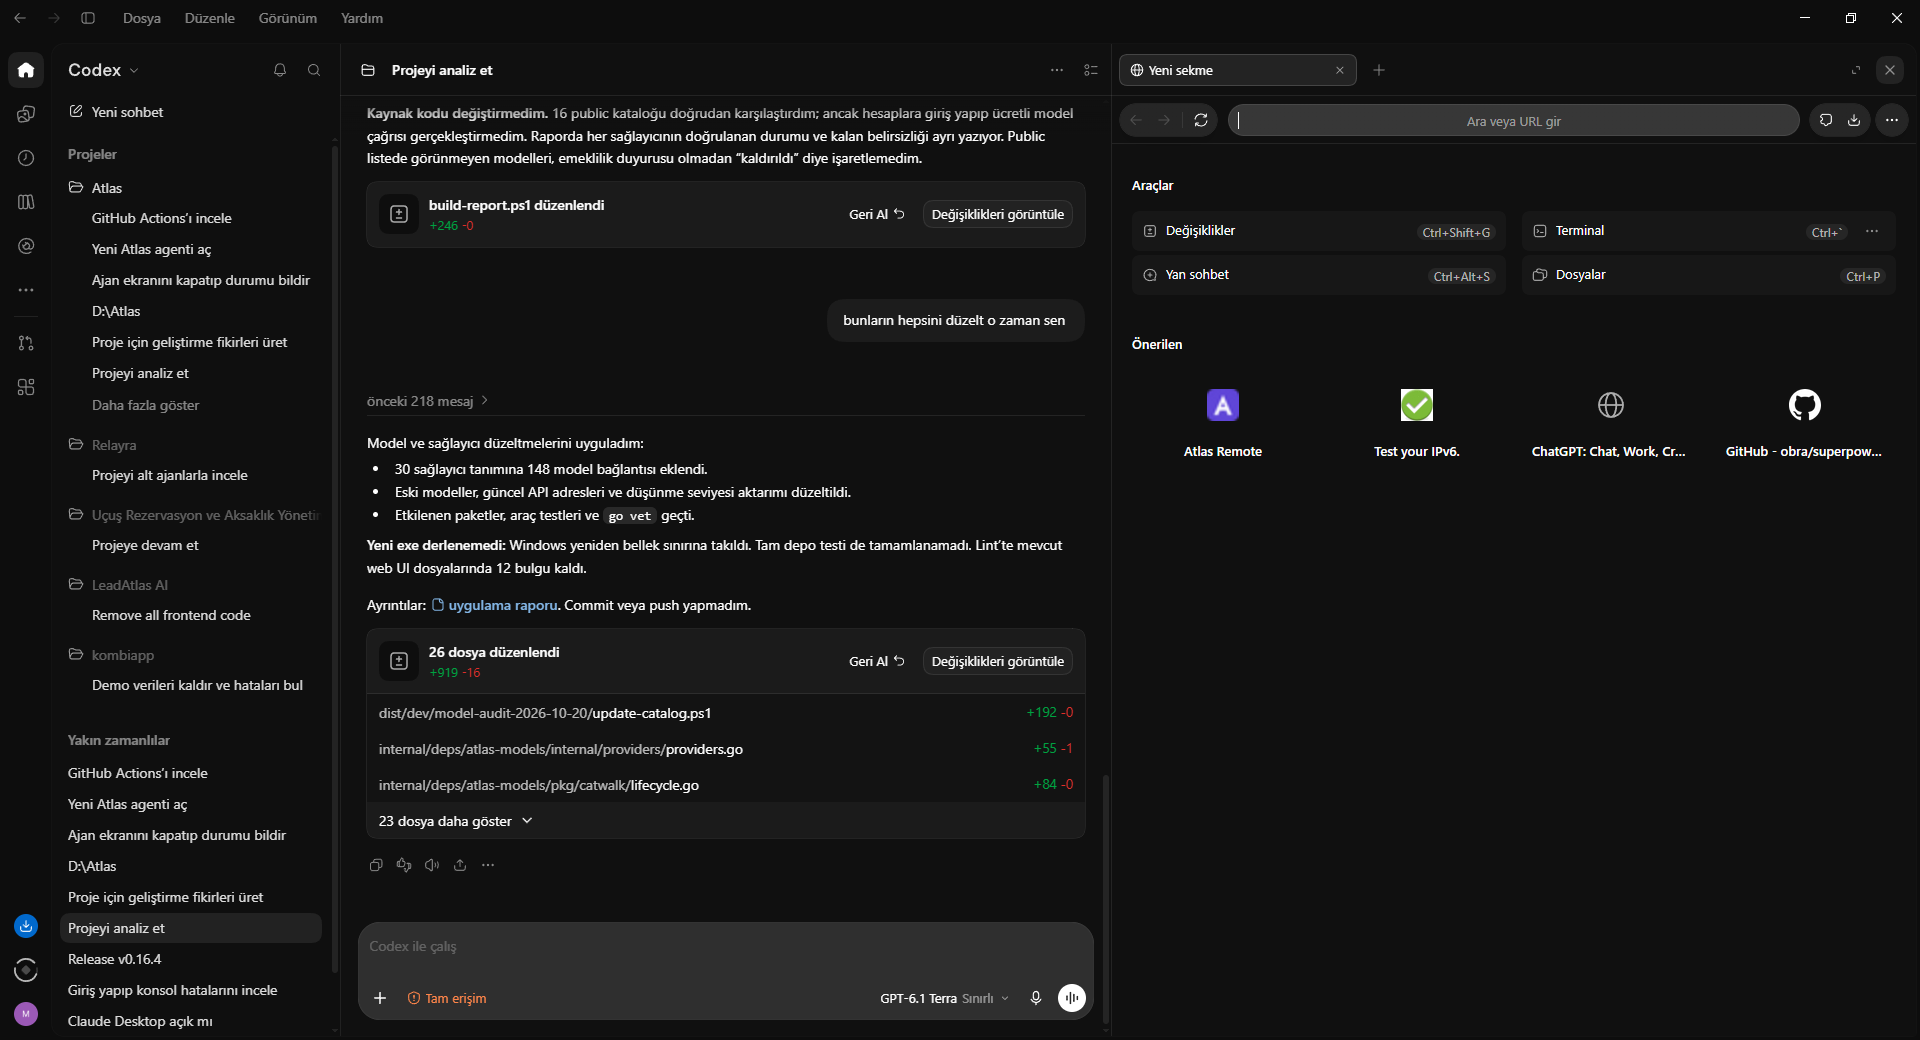 Dosya Düzenle Görünüm Yardım
Codex
Yeni sohbet
Projeler
Atlas
GitHub Actions'ı incele
Yeni Atlas agenti aç
Ajan ekranını kapatıp durumu bildir
D:\Atlas
Proje için geliştirme fikirleri üret
Projeyi analiz et
Daha fazla göster
Relayra
Projeyi alt ajanlarla incele
Uçuş Rezervasyon ve Aksaklık Yöneti
Projeye devam et
LeadAtlas AI
Remove all frontend code
kombiapp
Demo verileri kaldır ve hataları bul
Yakın zamanlılar
GitHub Actions'ı incele
Yeni Atlas agenti aç
Ajan ekranını kapatıp durumu bildir
D:\Atlas
Proje için geliştirme fikirleri üret
Projeyi analiz et
Release v0.16.4
Giriş yapıp konsol hatalarını incele
Claude Desktop açık mı
M
Projeyi analiz et
Kaynak kodu değiştirmedim. 16 public kataloğu doğrudan karşılaştırdım; ancak hesaplara giriş yapıp ücretli model
çağrısı gerçekleştirmedim. Raporda her sağlayıcının doğrulanan durumu ve kalan belirsizliği ayrı yazıyor. Public
listede görünmeyen modelleri, emeklilik duyurusu olmadan “kaldırıldı” diye işaretlemedim.
build-report.ps1 düzenlendi
+246 -0
Geri Al
Değişiklikleri görüntüle
bunların hepsini düzelt o zaman sen
önceki 218 mesaj
Model ve sağlayıcı düzeltmelerini uyguladım:
• 30 sağlayıcı tanımına 148 model bağlantısı eklendi.
• Eski modeller, güncel API adresleri ve düşünme seviyesi aktarımı düzeltildi.
• Etkilenen paketler, araç testleri ve go vet geçti.
Yeni exe derlenemedi: Windows yeniden bellek sınırına takıldı. Tam depo testi de tamamlanamadı. Lint'te mevcut
web UI dosyalarında 12 bulgu kaldı.
Ayrıntılar: uygulama raporu. Commit veya push yapmadım.
26 dosya düzenlendi
+919 -16
Geri Al
Değişiklikleri görüntüle
dist/dev/model-audit-2026-10-20/update-catalog.ps1 +192 -0
internal/deps/atlas-models/internal/providers/providers.go +55 -1
internal/deps/atlas-models/pkg/catwalk/lifecycle.go +84 -0
23 dosya daha göster
Codex ile çalış
Tam erişim
GPT-6.1 Terra Sınırlı
Yeni sekme
Ara veya URL gir
Araçlar
Değişiklikler Ctrl+Shift+G
Terminal Ctrl+`
Yan sohbet Ctrl+Alt+S
Dosyalar Ctrl+P
Önerilen
A
Atlas Remote
Test your IPv6.
ChatGPT: Chat, Work, Cr...
GitHub - obra/superpow...